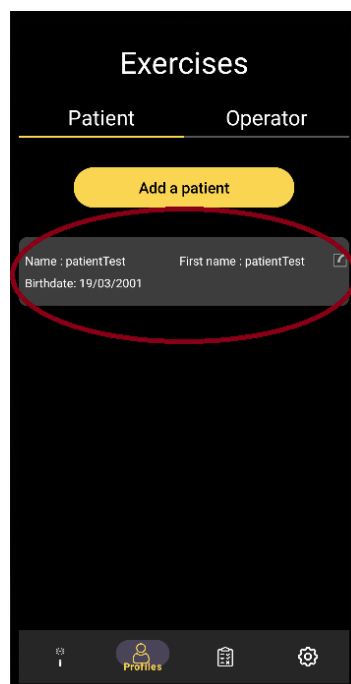 Exercises
Patient Operator
Add a patient
Name : patientTest First name : patientTest
Birthdate: 19/03/2001
Profiles